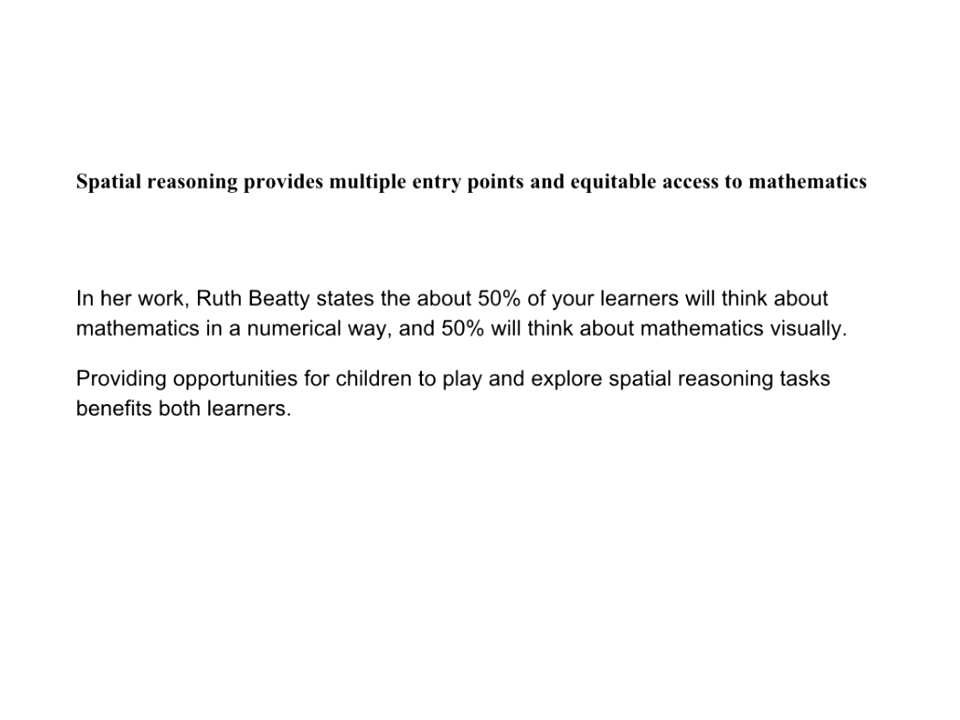 Spatial reasoning provides multiple entry points and equitable access to mathematics
In her work, Ruth Beatty states the about 50% of your learners will think about
mathematics in a numerical way, and 50% will think about mathematics visually.
Providing opportunities for children to play and explore spatial reasoning tasks
benefits both learners.